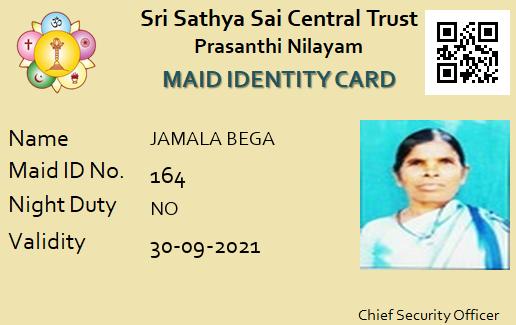 Sri Sathya Sai Central Trust
Prasanthi Nilayam
MAID IDENTITY CARD
Name JAMALA BEGA
Maid ID No. 164
Night Duty NO
Validity 30-09-2021
Chief Security Officer